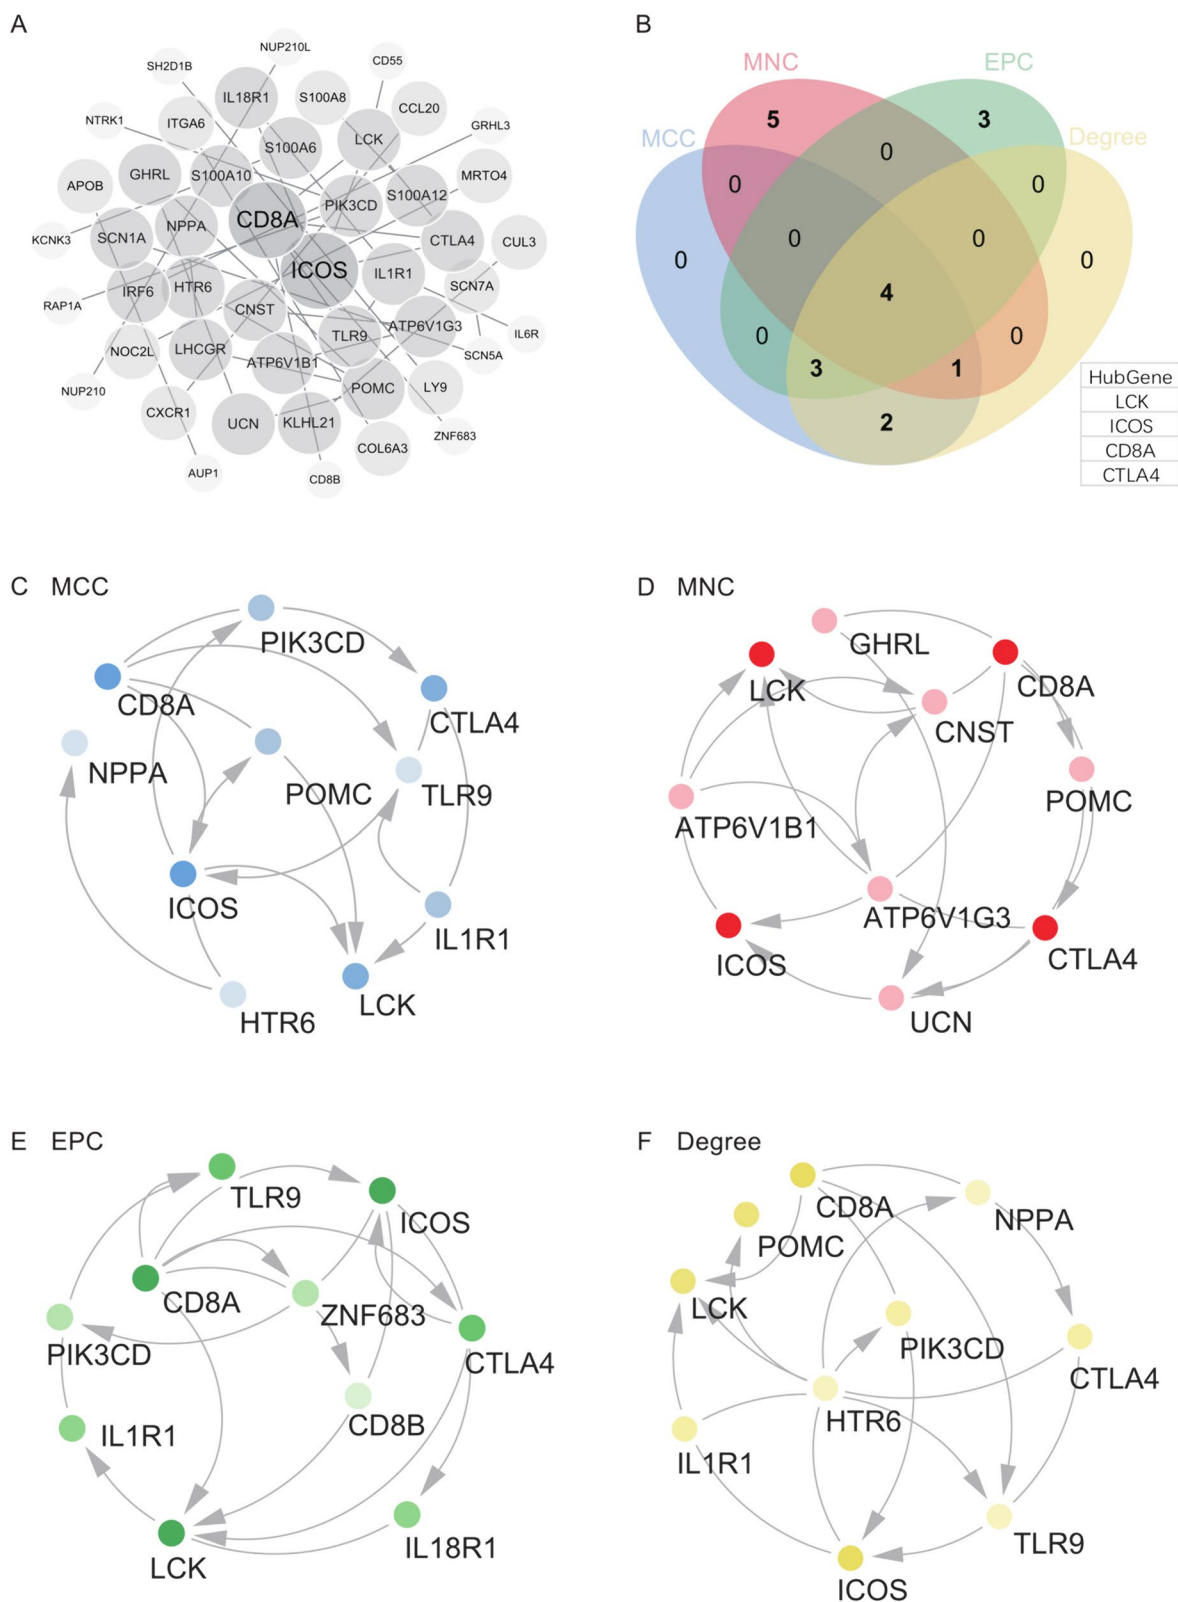 A
NUP210L
SH2D1B
CD55
IL18R1
S100A8
CCL20
NTRK1
ITGA6
LCK
GRHL3
S100A6
APOB
GHRL
S100A10
MRTO4
S100A12
PIK3CD
CD8A
KCNK3
SCN1A
NPPA
CTLA4
CUL3
ICOS
IL1R1
RAP1A
IRF6
HTR6
SCN7A
CNST
ATP6V1G3
IL6R
TLR9
NOC2L
LHCGR
SCN5A
ATP6V1B1
NUP210
POMC
LY9
CXCR1
UCN
KLHL21
ZNF683
COL6A3
AUP1
CD8B
B
MNC
EPC
MCC
Degree
5
3
0
0
0
0
0
0
0
4
0
0
3
1
2
HubGene
LCK
ICOS
CD8A
CTLA4
C MCC
PIK3CD
CD8A
CTLA4
NPPA
POMC
TLR9
ICOS
IL1R1
LCK
HTR6
D MNC
GHRL
LCK
CD8A
CNST
POMC
ATP6V1B1
ATP6V1G3
ICOS
CTLA4
UCN
E EPC
TLR9
ICOS
CD8A
ZNF683
PIK3CD
CTLA4
CD8B
IL1R1
IL18R1
LCK
F Degree
CD8A
NPPA
POMC
LCK
PIK3CD
CTLA4
HTR6
IL1R1
TLR9
ICOS